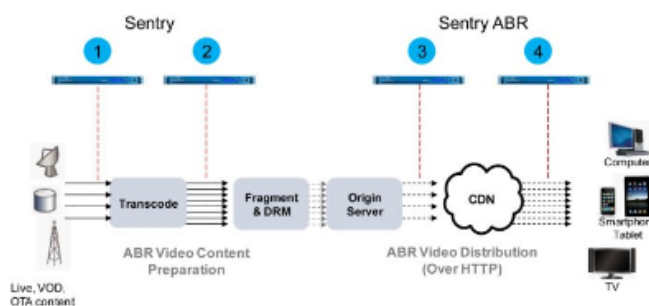 Sentry
Sentry ABR
1
2
3
4
Transcode
Fragment
& DRM
Origin
Server
CDN
Computer
Smartphone
Tablet
TV
Live, VOD,
OTA content
ABR Video Content
Preparation
ABR Video Distribution
(Over HTTP)